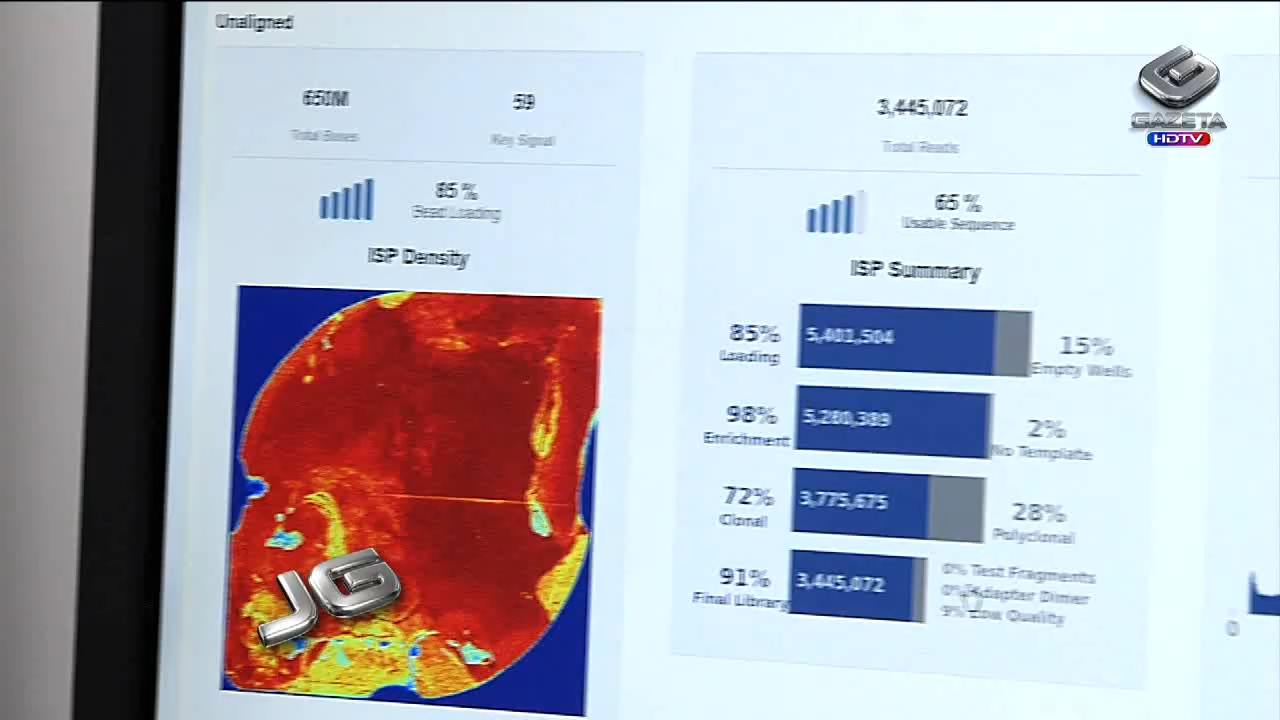 Unaligned
650M
Total Bases
59
Key Signal
85 %
Bead Loading
ISP Density
3,445,072
Total Reads
65 %
Usable Sequence
ISP Summary
85%
Loading
5,401,504
15%
Empty Wells
98%
Enrichment
5,280,389
2%
No Template
72%
Clonal
3,775,675
28%
Polyclonal
91%
Final Library
3,445,072
0% Test Fragments
0% Adapter Dimer
9% Low Quality
0
JG
G
GAZETA
HDTV